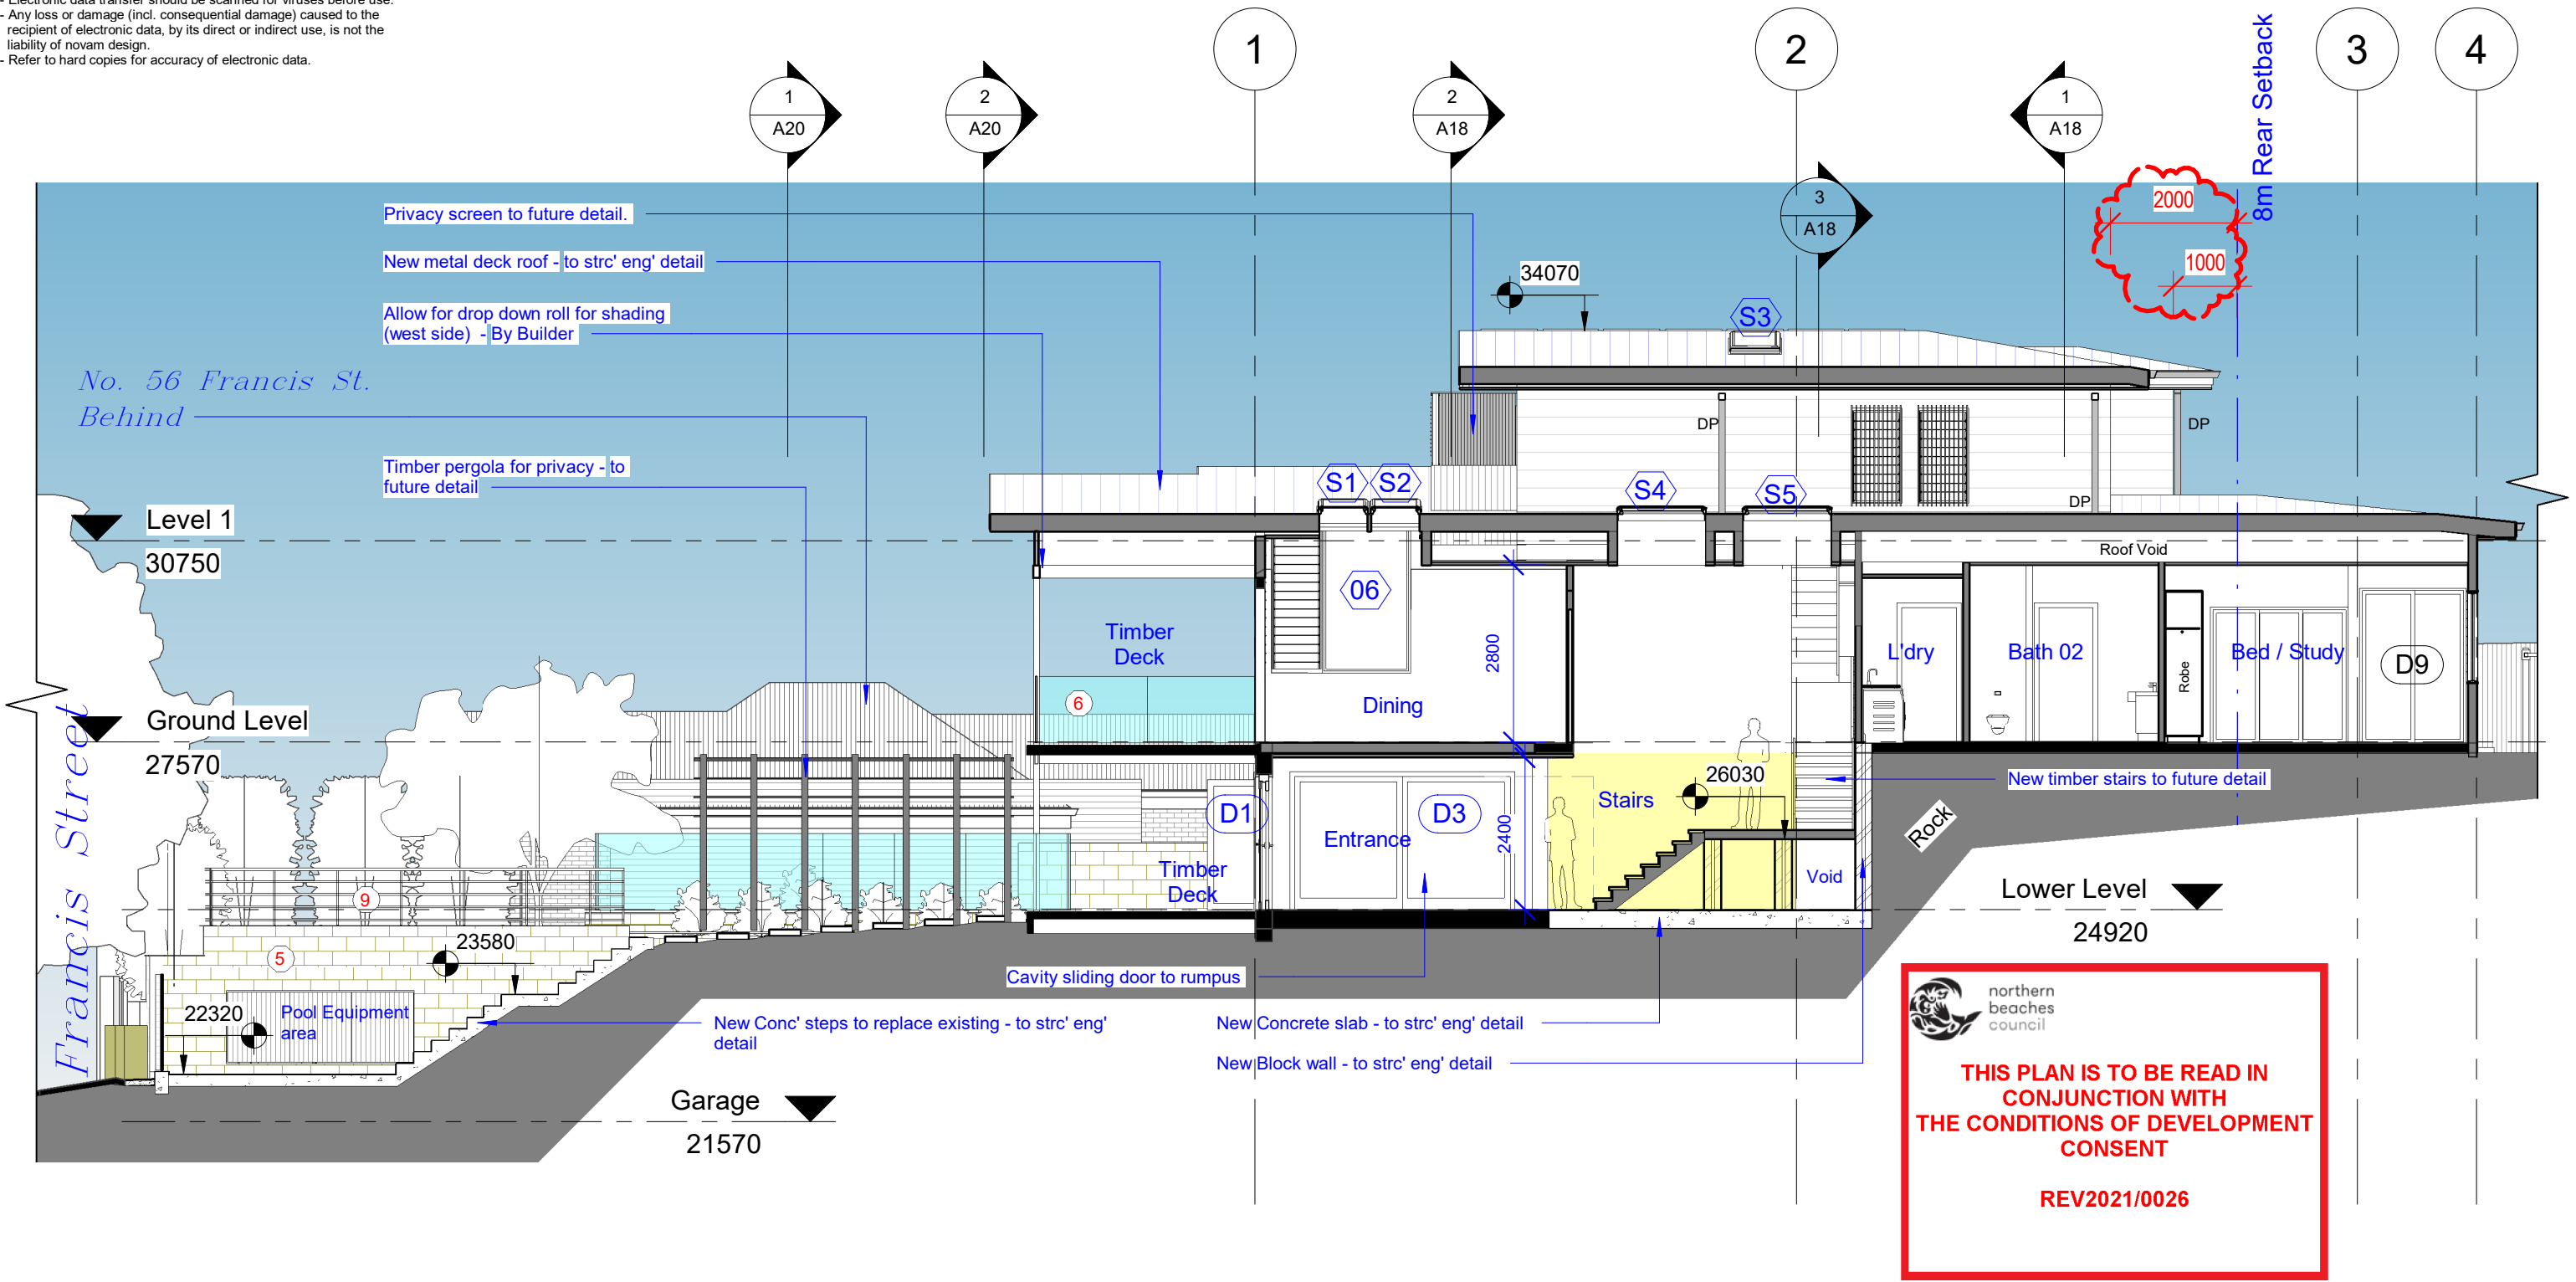 - Electronic data transfer should be scanned for viruses before use.
- Any loss or damage (incl. consequential damage) caused to the
recipient of electronic data, by its direct or indirect use, is not the
liability of novam design.
- Refer to hard copies for accuracy of electronic data.
1
2
3
4
8m Rear Setback
1
A20
2
A20
2
A18
1
A18
3
A18
2000
1000
Privacy screen to future detail.
New metal deck roof - to strc' eng' detail
Allow for drop down roll for shading
(west side) - By Builder
No. 56 Francis St.
Behind
Timber pergola for privacy - to
future detail
34070
S3
DP
DP
DP
S1
S2
S4
S5
Level 1
30750
Roof Void
06
Timber
Deck
2800
L'dry
Bath 02
Robe
Bed / Study
D9
6
Dining
Ground Level
27570
Francis Street
26030
New timber stairs to future detail
D1
D3
Stairs
Entrance
2400
Rock
Timber
Deck
Void
9
Lower Level
24920
23580
5
Cavity sliding door to rumpus
22320
Pool Equipment
area
New Conc' steps to replace existing - to strc' eng'
detail
New Concrete slab - to strc' eng' detail
New Block wall - to strc' eng' detail
Garage
21570
northern
beaches
council
THIS PLAN IS TO BE READ IN
CONJUNCTION WITH
THE CONDITIONS OF DEVELOPMENT
CONSENT
REV2021/0026